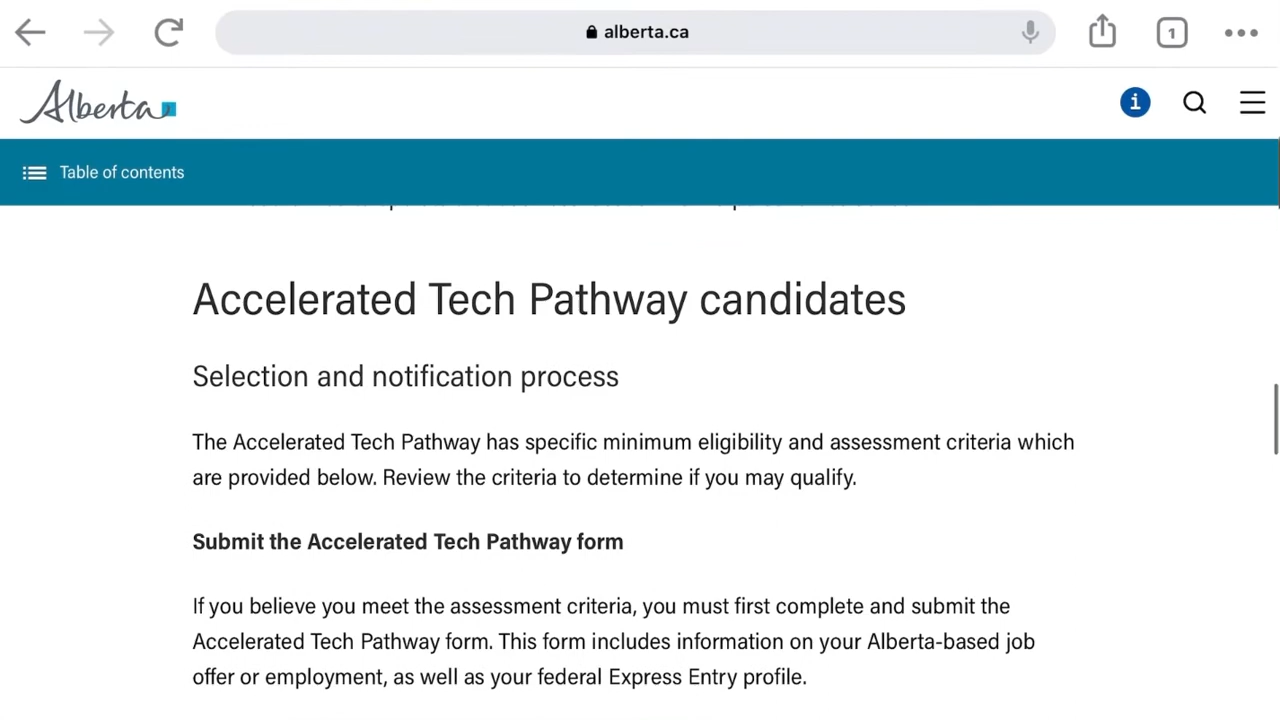 alberta.ca
1
Alberta
i
Table of contents
Accelerated Tech Pathway candidates
Selection and notification process
The Accelerated Tech Pathway has specific minimum eligibility and assessment criteria which
are provided below. Review the criteria to determine if you may qualify.
Submit the Accelerated Tech Pathway form
If you believe you meet the assessment criteria, you must first complete and submit the
Accelerated Tech Pathway form. This form includes information on your Alberta-based job
offer or employment, as well as your federal Express Entry profile.